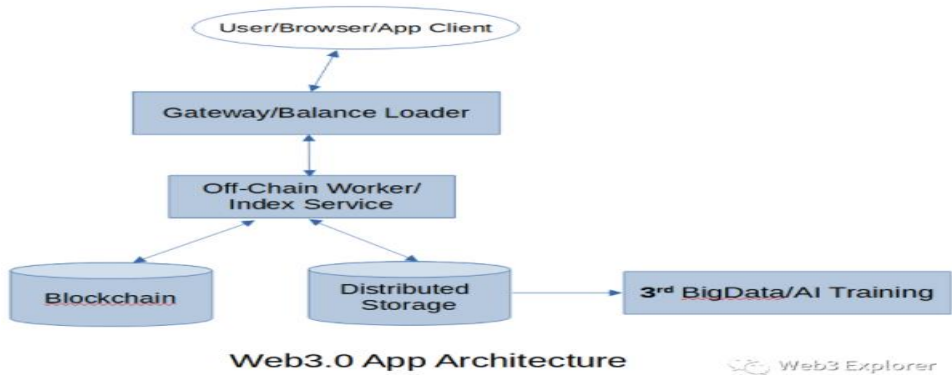 User/Browser/App Client
Gateway/Balance Loader
Off-Chain Worker/
Index Service
Blockchain
Distributed
Storage
3rd BigData/AI Training
Web3.0 App Architecture
Web3 Explorer